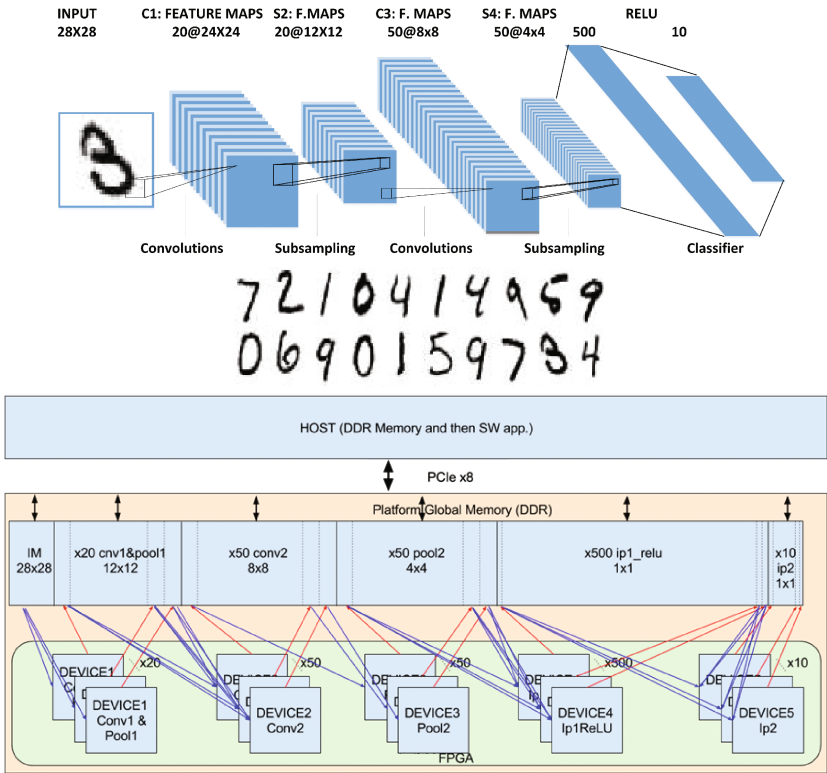 INPUT
28X28
C1: FEATURE MAPS
20@24X24
S2: F.MAPS
20@12X12
C3: F. MAPS
50@8x8
S4: F. MAPS
50@4x4
500
RELU
10
Convolutions
Subsampling
Convolutions
Subsampling
Classifier
7 2 1 0 4 1 4 9 5 9
0 6 9 0 1 5 9 7 3 4
HOST (DDR Memory and then SW app.)
PCIe x8
Platform Global Memory (DDR)
IM
28x28
x20 cnv1&pool1
12x12
x50 conv2
8x8
x50 pool2
4x4
x500 ip1_relu
1x1
x10
ip2
1x1
x20
x50
x50
x500
x10
DEVICE1
DEVICE1
Conv1 &
Pool1
DEVICE2
Conv2
DEVICE3
Pool2
DEVICE4
Ip1ReLU
DEVICE5
Ip2
FPGA